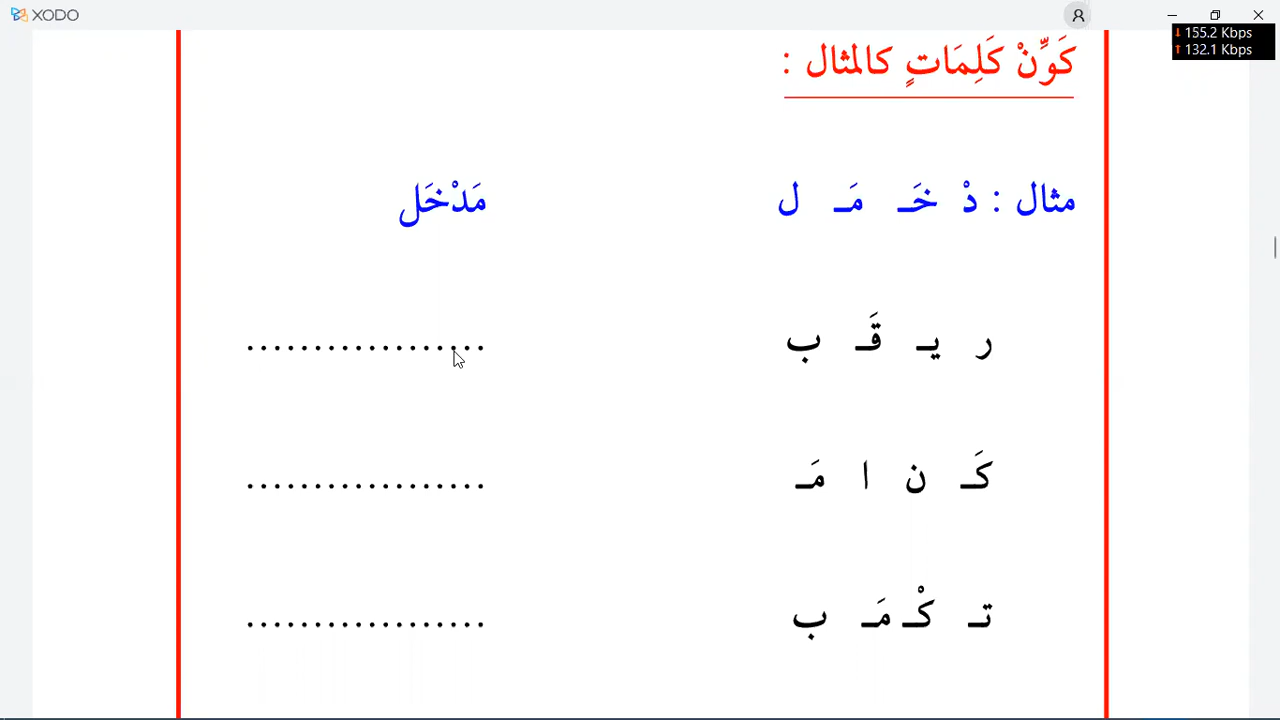 XODO
155.2 Kbps
132.1 Kbps
كَوِّنْ كَلِمَاتٍ كالمثال :
مثال : دْ خَـ مَـ ل مَدْخَل
ر يـ قَـ ب ..................
كَـ ن ا مَـ ..................
تـ كْـ مَـ ب ..................